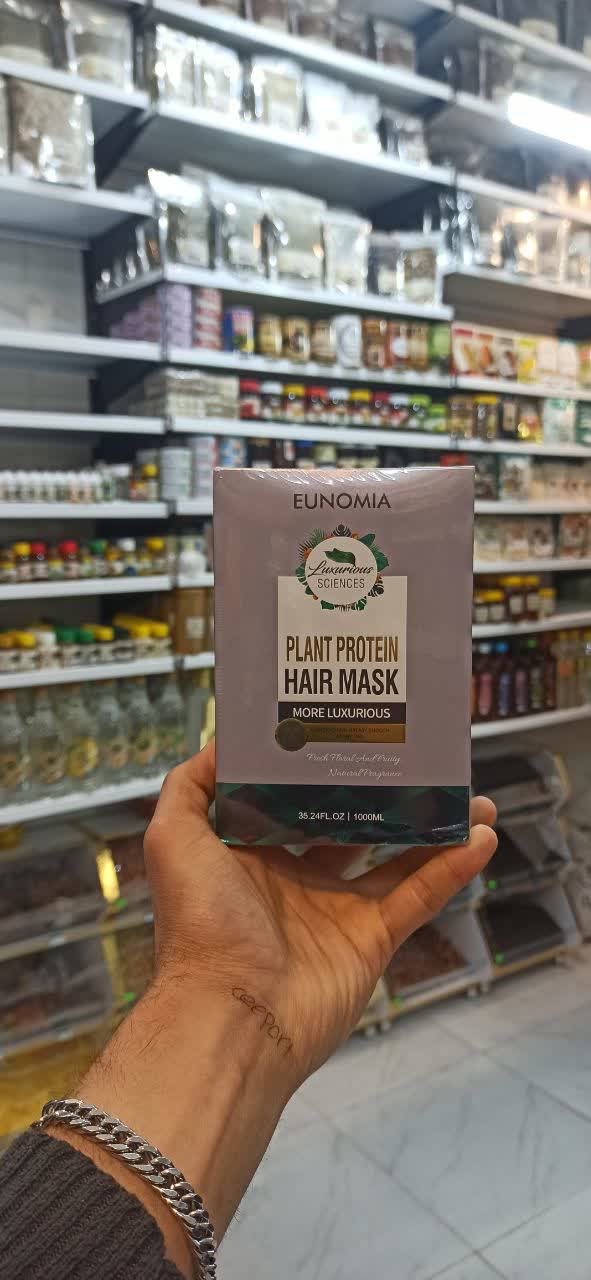 EUNOMIA
Luxurious
SCIENCES
PLANT PROTEIN
HAIR MASK
MORE LUXURIOUS
Fresh Floral And Fruity
Natural Fragrance
35.24FL.OZ | 1000ML